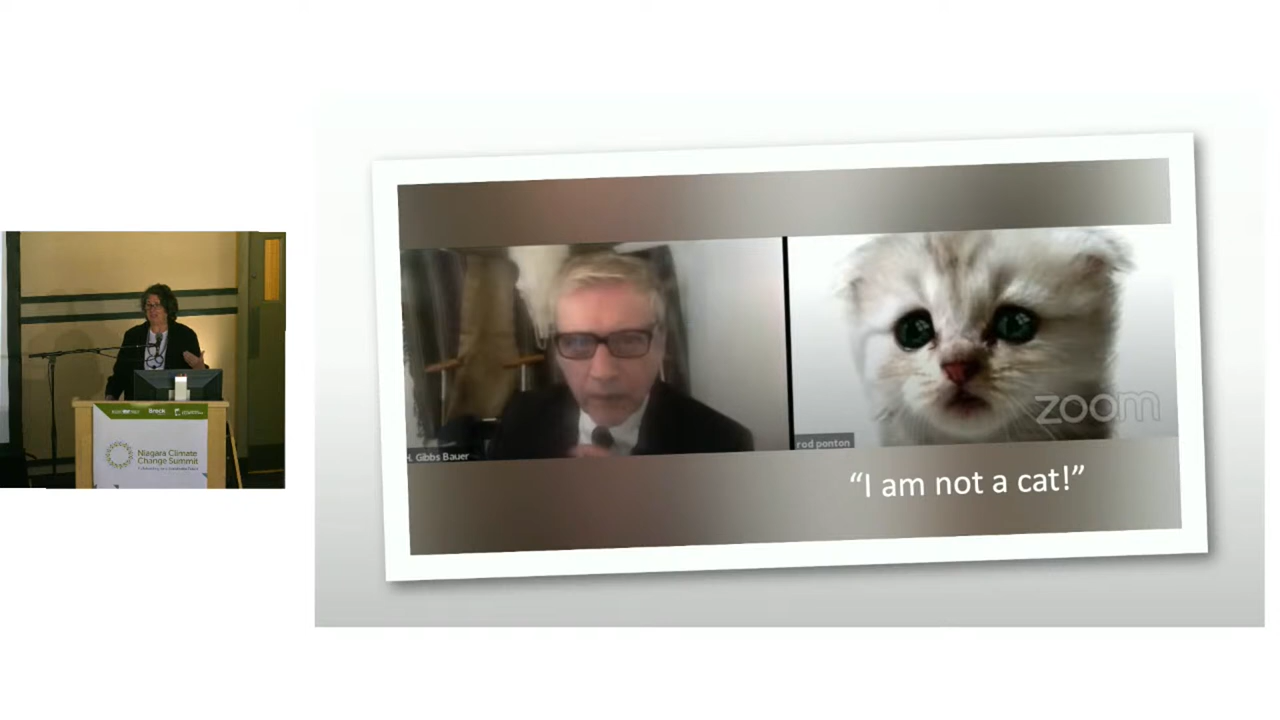 H. Gibbs Bauer
rod ponton
zoom
“I am not a cat!”
Brock
Niagara Climate
Change Summit